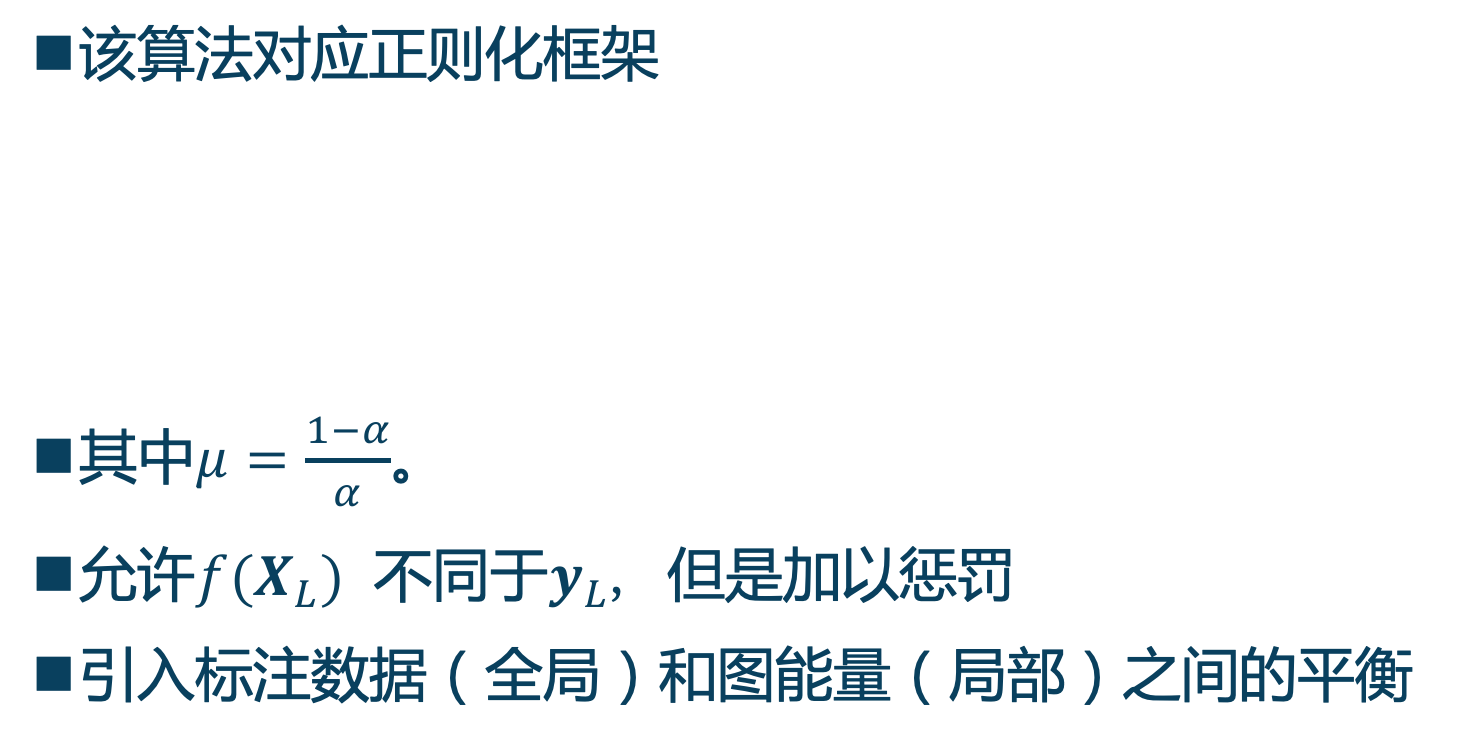 ■该算法对应正则化框架
■其中μ = \frac{1−α}{α}。
■允许f(X_L) 不同于y_L, 但是加以惩罚
■引入标注数据(全局)和图能量(局部)之间的平衡